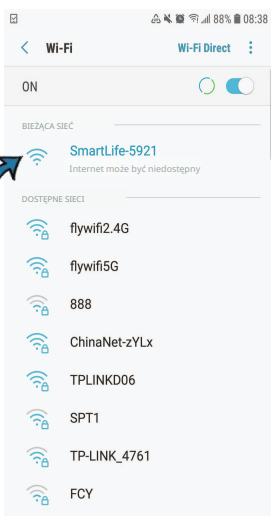 88% 08:38
Wi-Fi Wi-Fi Direct
ON
BIEŻĄCA SIEĆ
SmartLife-5921
Internet może być niedostępny
DOSTĘPNE SIECI
flywifi2.4G
flywifi5G
888
ChinaNet-zYLx
TPLINKD06
SPT1
TP-LINK_4761
FCY